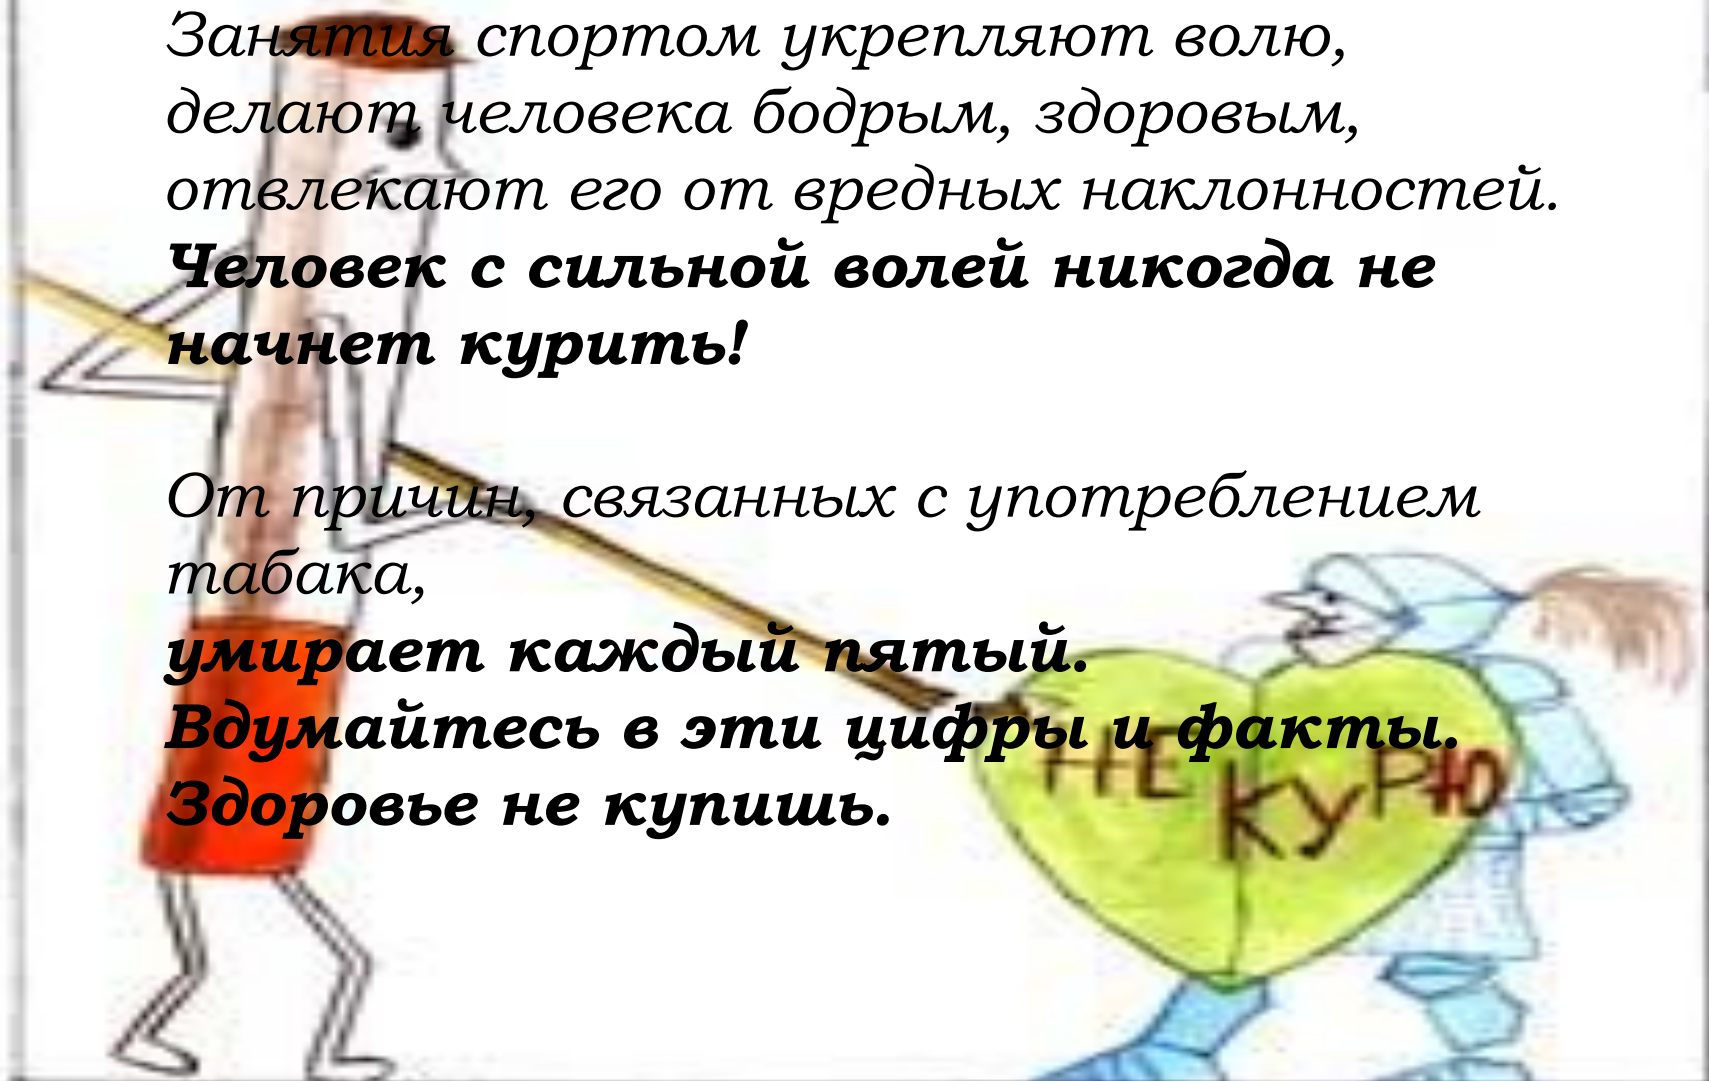 Занятия спортом укрепляют волю,
делают человека бодрым, здоровым,
отвлекают его от вредных наклонностей.
Человек с сильной волей никогда не
начнет курить!
От причин, связанных с употреблением
табака,
умирает каждый пятый.
Вдумайтесь в эти цифры и факты.
Здоровье не купишь.
НЕ КУРЮ